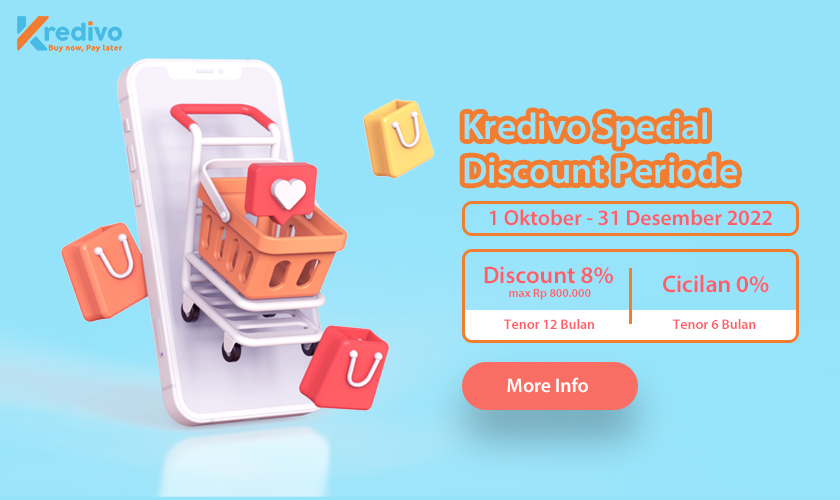 Kredivo
Buy now, Pay later
Kredivo Special
Discount Periode
1 Oktober - 31 Desember 2022
Discount 8%
max Rp 800.000
Tenor 12 Bulan
Cicilan 0%
Tenor 6 Bulan
More Info